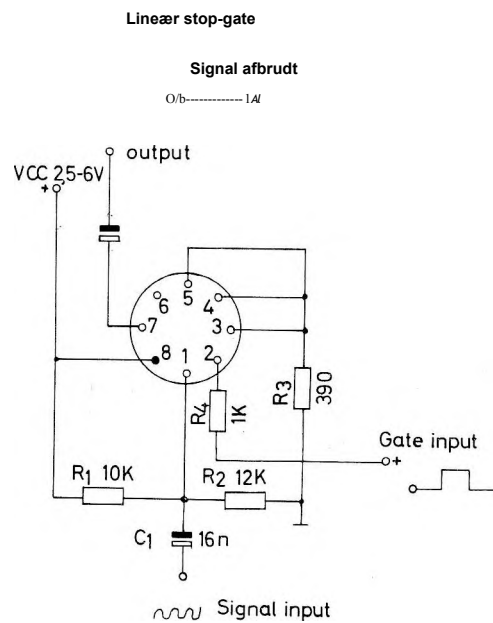 Lineær stop-gate
Signal afbrudt
O/b------------- 1Al
output
VCC 2,5-6V
+
5
6
4
7
3
8
1
2
R3
390
R4
1K
Gate input
+
R1 10K
R2 12K
C1
16n
Signal input